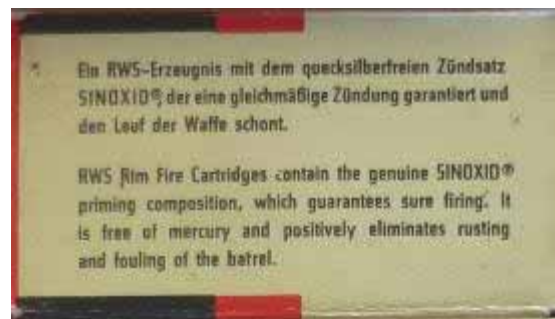 Ein RWS-Erzeugnis mit dem quecksilberfreien Zündsatz
SINOXID®, der eine gleichmäßige Zündung garantiert und
den Lauf der Waffe schont.
RWS Rim Fire Cartridges contain the genuine SINOXID®
priming composition, which guarantees sure firing. It
is free of mercury and positively eliminates rusting
and fouling of the barrel.